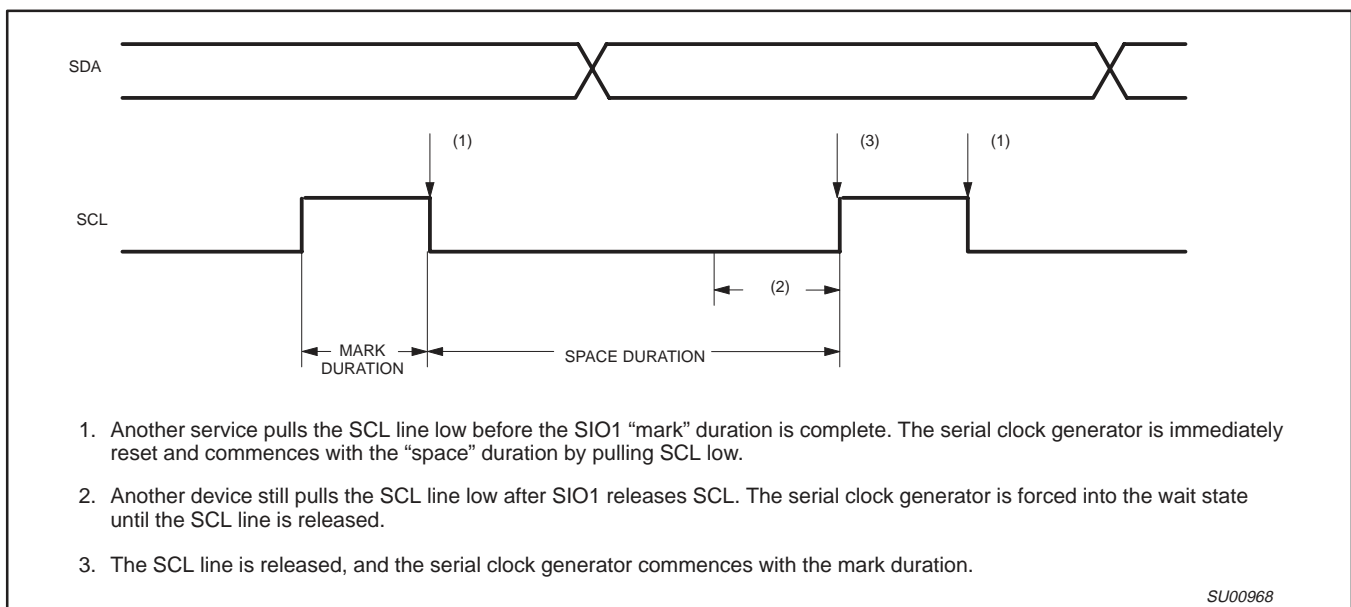 SDA
(1)
(3)
(1)
SCL
(2)
MARK
DURATION
SPACE DURATION
1. Another service pulls the SCL line low before the SIO1 “mark” duration is complete. The serial clock generator is immediately
reset and commences with the “space” duration by pulling SCL low.
2. Another device still pulls the SCL line low after SIO1 releases SCL. The serial clock generator is forced into the wait state
until the SCL line is released.
3. The SCL line is released, and the serial clock generator commences with the mark duration.
SU00968